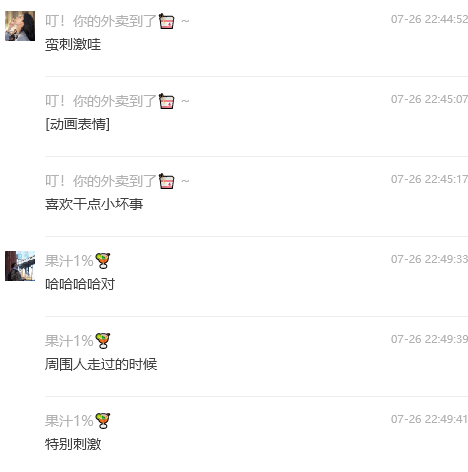 叮！你的外卖到了 ~ 07-26 22:44:52
蛮刺激哇
叮！你的外卖到了 ~ 07-26 22:45:07
[动画表情]
叮！你的外卖到了 ~ 07-26 22:45:17
喜欢干点小坏事
果汁1% 07-26 22:49:33
哈哈哈哈对
果汁1% 07-26 22:49:39
周围人走过的时候
果汁1% 07-26 22:49:41
特别刺激